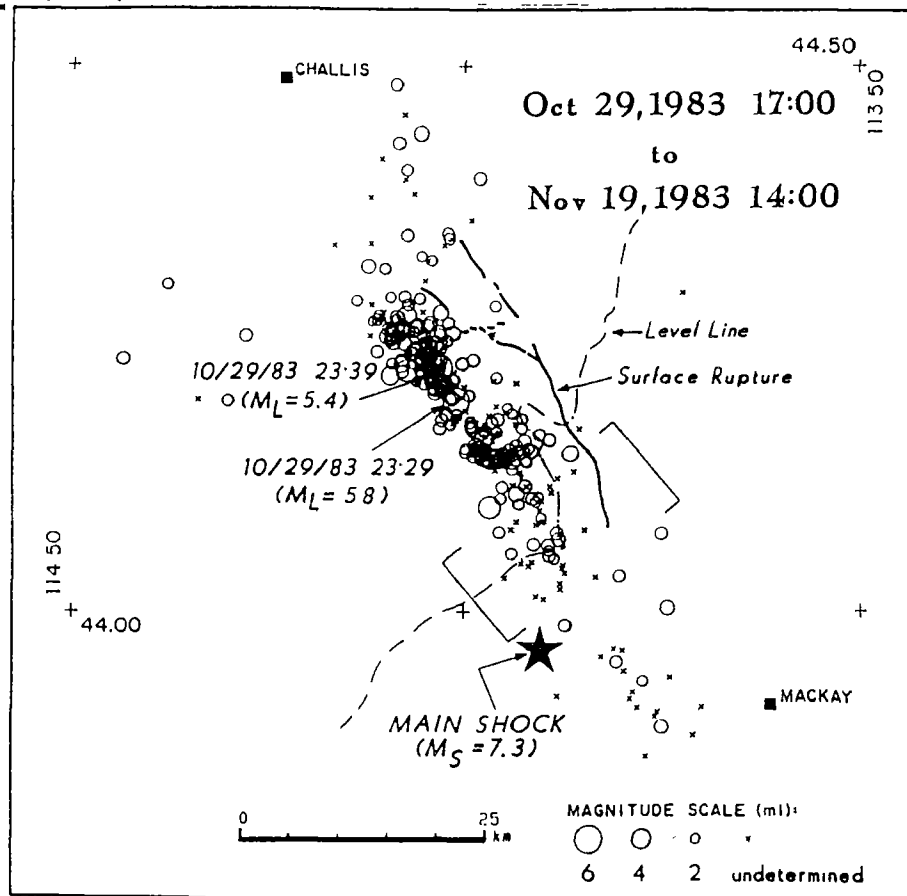 CHALLIS
44.50
113 50
Oct 29,1983 17:00
to
Nov 19,1983 14:00
Level Line
Surface Rupture
10/29/83 23·39
(ML=5.4)
10/29/83 23·29
(ML= 58)
114 50
44.00
MACKAY
MAIN SHOCK
(MS =7.3)
0 25
km
MAGNITUDE SCALE (ml):
6 4 2 undetermined